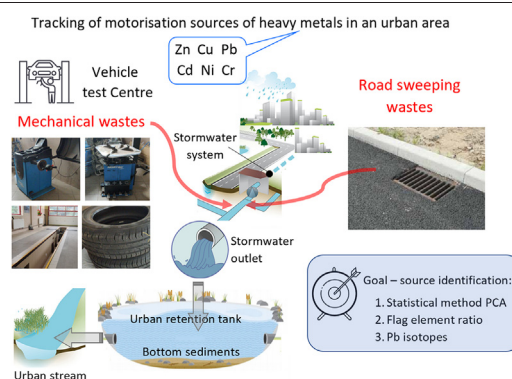 Tracking of motorisation sources of heavy metals in an urban area
Zn Cu Pb
Cd Ni Cr
Vehicle
test Centre
Road sweeping
wastes
Mechanical wastes
Stormwater
system
Stormwater
outlet
Goal – source identification:
1. Statistical method PCA
2. Flag element ratio
3. Pb isotopes
Urban retention tank
Bottom sediments
Urban stream